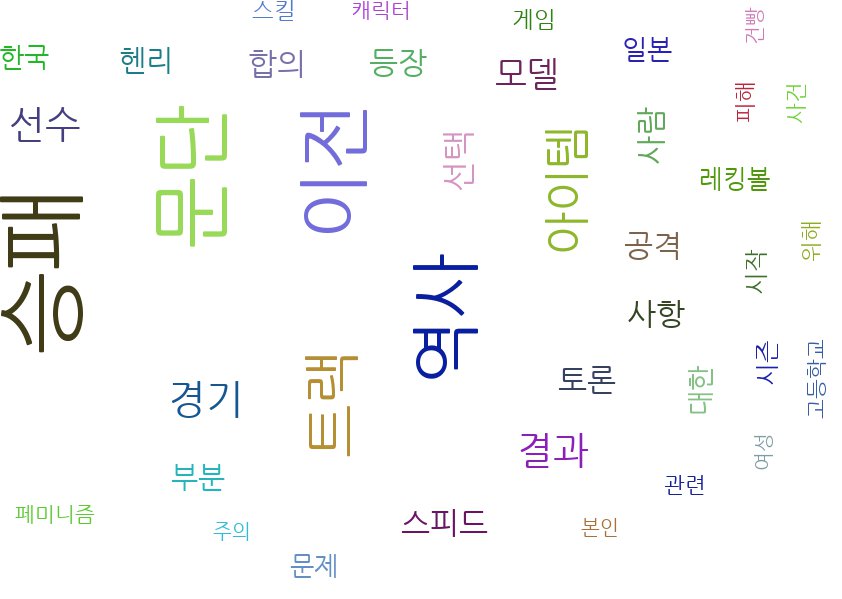 스킬
캐릭터
게임
건빵
한국
헨리
합의
등장
모델
일본
피해
사건
선수
문단
이전
선택
아이템
사람
레킹볼
승패
역사
공격
시작
위해
사항
경기
트랙
토론
대한
시즌
고등학교
결과
여성
부분
관련
페미니즘
주의
스피드
본인
문제